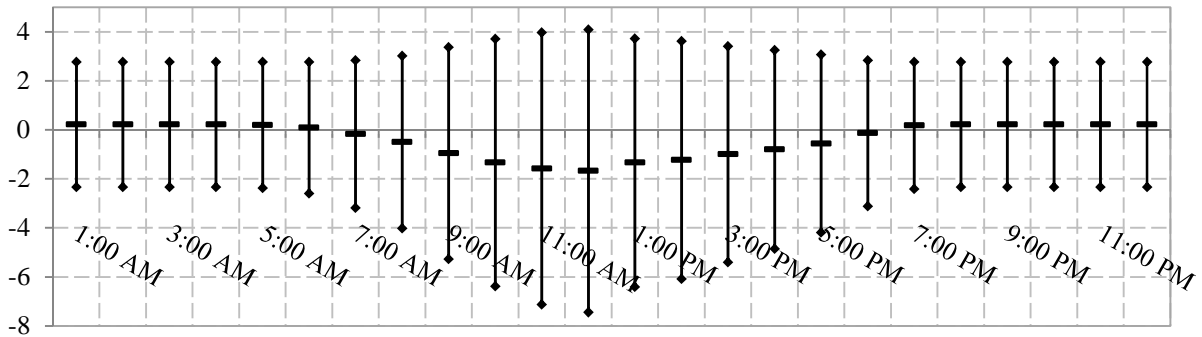 4
2
0
-2
-4
-6
-8
1:00 AM
3:00 AM
5:00 AM
7:00 AM
9:00 AM
11:00 AM
1:00 PM
3:00 PM
5:00 PM
7:00 PM
9:00 PM
11:00 PM